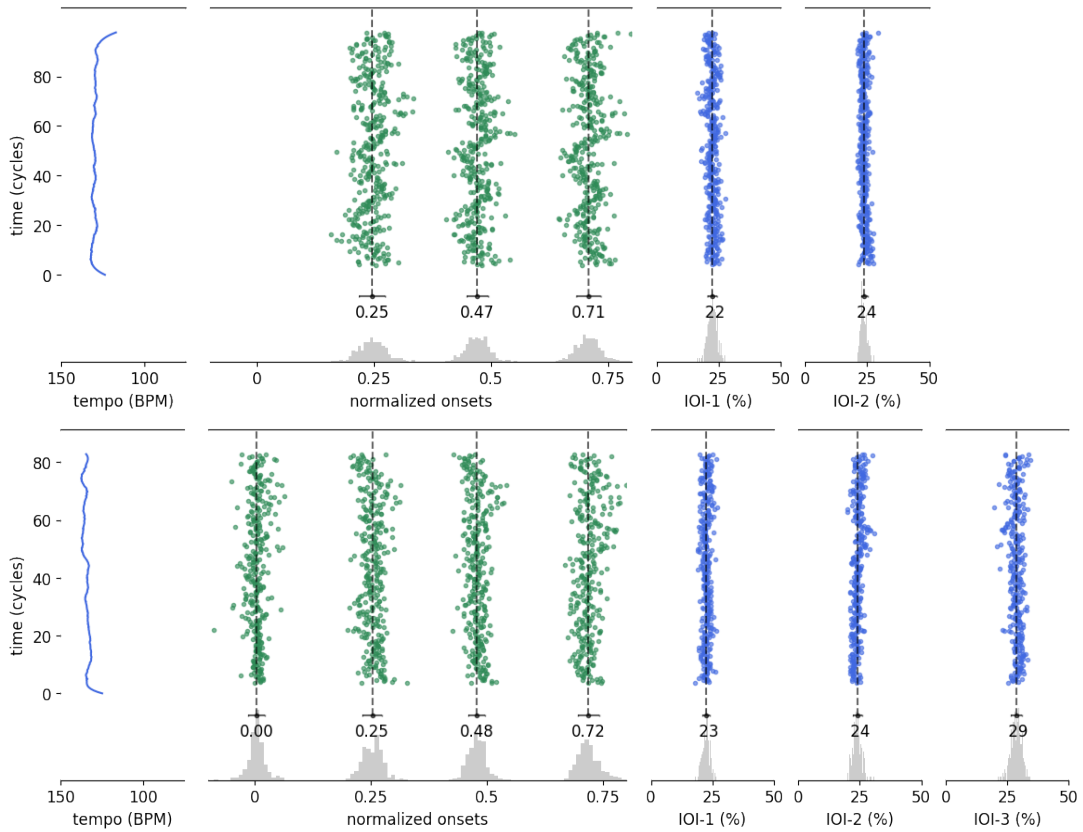 80
60
40
20
0
time (cycles)
0.25 0.47 0.71 22 24
150 100 0 0.25 0.5 0.75 0 25 50 0 25 50
tempo (BPM) normalized onsets IOI-1 (%) IOI-2 (%)
80
60
40
20
0
time (cycles)
0.00 0.25 0.48 0.72 23 24 29
150 100 0 0.25 0.5 0.75 0 25 50 0 25 50 0 25 50
tempo (BPM) normalized onsets IOI-1 (%) IOI-2 (%) IOI-3 (%)